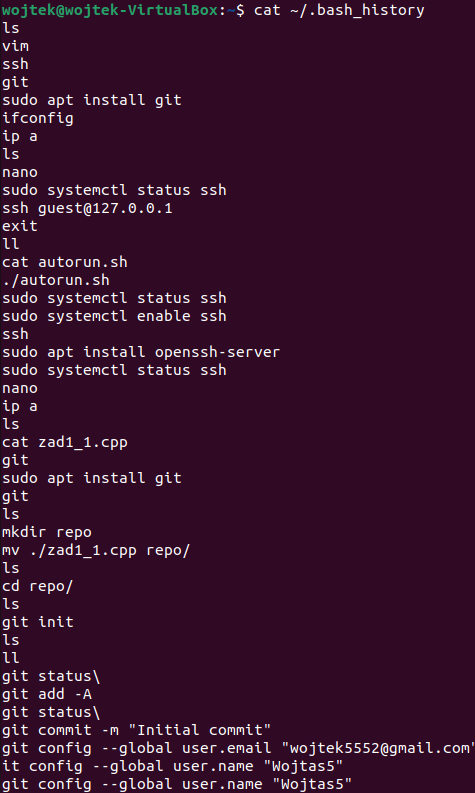 wojtek@wojtek-VirtualBox:~$ cat ~/.bash_history
ls
vim
ssh
git
sudo apt install git
ifconfig
ip a
ls
nano
sudo systemctl status ssh
ssh guest@127.0.0.1
exit
ll
cat autorun.sh
./autorun.sh
sudo systemctl status ssh
sudo systemctl enable ssh
ssh
sudo apt install openssh-server
sudo systemctl status ssh
nano
ip a
ls
cat zad1_1.cpp
git
sudo apt install git
git
ls
mkdir repo
mv ./zad1_1.cpp repo/
ls
cd repo/
ls
git init
ls
ll
git status\
git add -A
git status\
git commit -m "Initial commit"
git config --global user.email "wojtek5552@gmail.com"
it config --global user.name "Wojtas5"
git config --global user.name "Wojtas5"